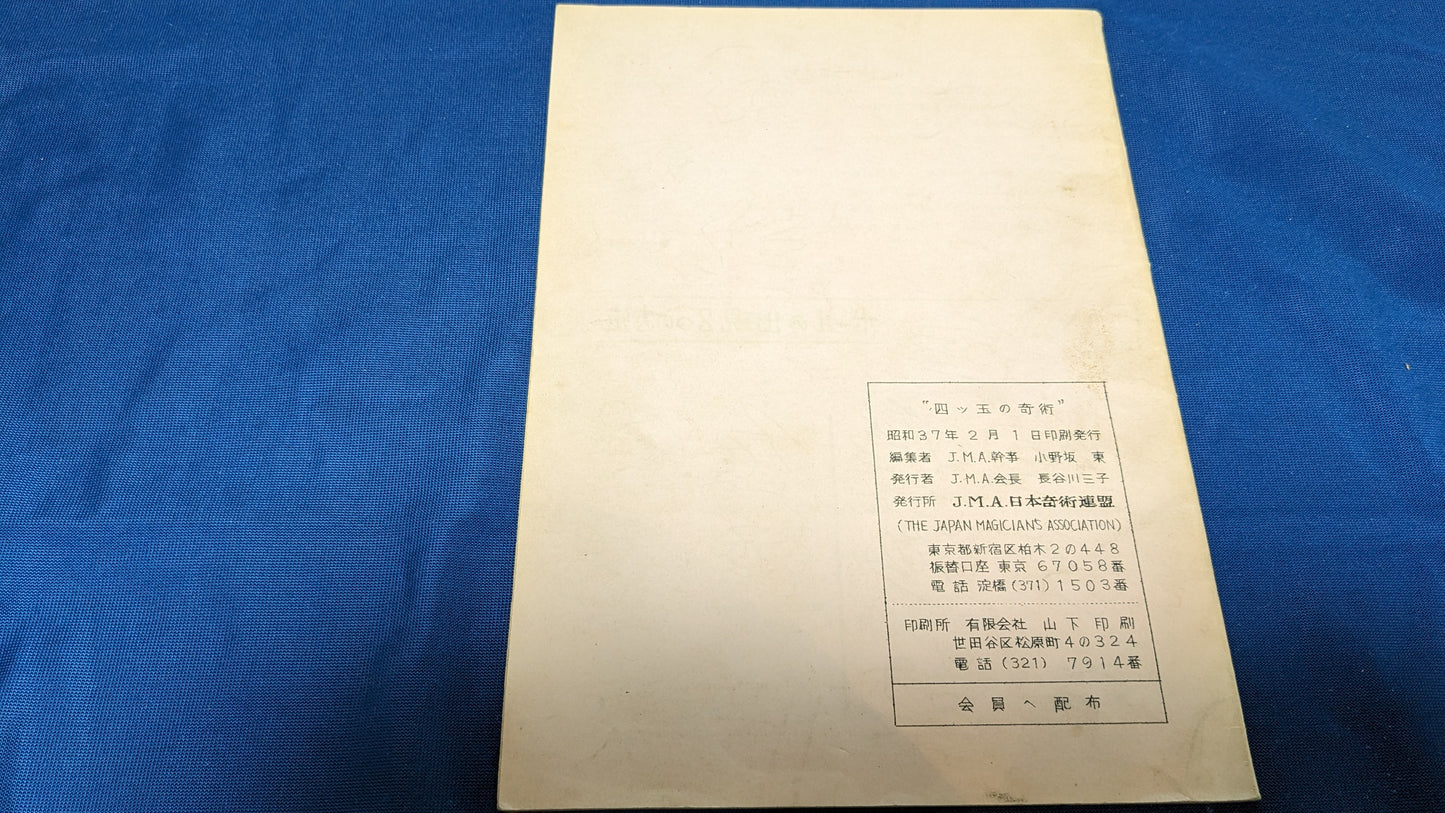 "四ッ玉の奇術"
昭和37年2月1日印刷発行
編集者 J.M.A.幹事 小野坂 東
発行者 J.M.A.会長 長谷川三子
発行所 J.M.A.日本奇術連盟
(THE JAPAN MAGICIAN'S ASSOCIATION)
東京都新宿区柏木2の448
振替口座 東京 67058番
電話 淀橋(371)1503番
印刷所 有限会社 山下印刷
世田谷区松原町4の324
電話(321) 7914番
会員へ配布